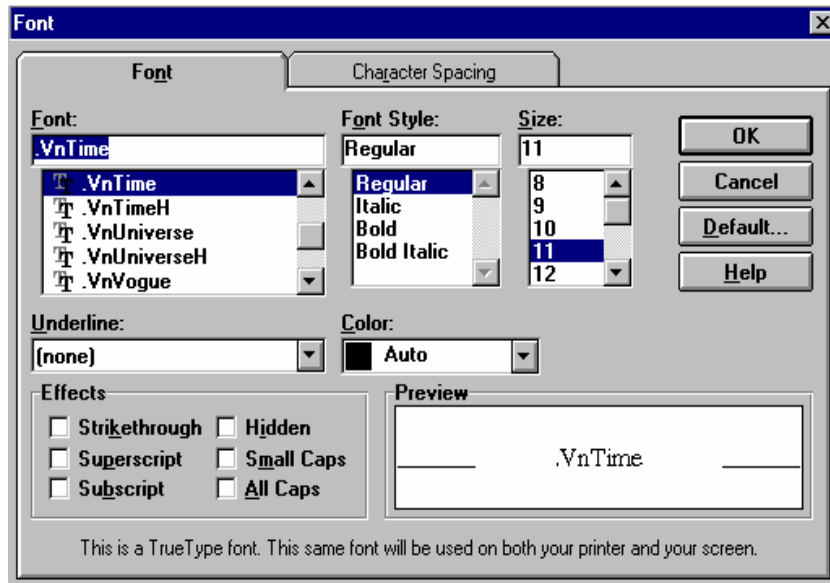 Font
Font Character Spacing
Font: Font Style: Size:
.VnTime Regular 11 OK
.VnTime Regular 8 Cancel
.VnTimeH Italic 9
.VnUniverse Bold 10 Default...
.VnUniverseH Bold Italic 11
.VnVogue 12 Help
Underline: Color:
(none) Auto
Effects Preview
Strikethrough Hidden
Superscript Small Caps .VnTime
Subscript All Caps
This is a TrueType font. This same font will be used on both your printer and your screen.